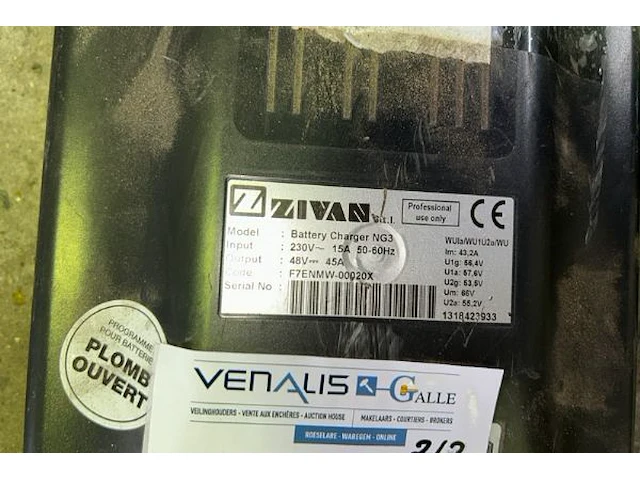 ZIVAN S.r.l.
Professional use only
CE
Model : Battery Charger NG3
Input : 230V~ 15A 50-60Hz
Output : 48V 45A
Code : F7ENMW-00020X
Serial No :
WUIa/WU1U2a/WU
Im: 43,2A
U1g: 56,4V
U1a: 57,6V
U2g: 53,5V
Um: 66V
U2a: 55,2V
1318423933
PROGRAMME
POUR BATTERIE
PLOMB
OUVERT
VENALIS GALLE
VEILINGHOUDERS - VENTE AUX ENCHÈRES - AUCTION HOUSE MAKELAARS - COURTIERS - BROKERS
ROESELARE - WAREGEM - ONLINE